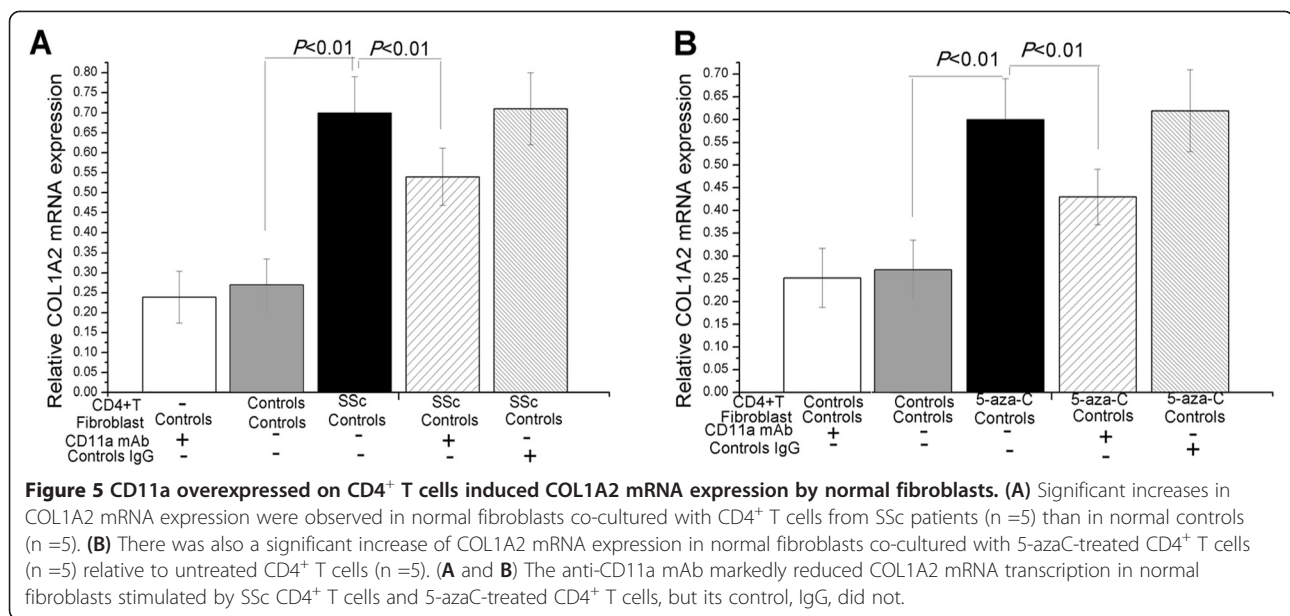 A
P<0.01
P<0.01
Relative COL1A2 mRNA expression
0.80
0.75
0.70
0.65
0.60
0.55
0.50
0.45
0.40
0.35
0.30
0.25
0.20
0.15
0.10
0.05
0.00
CD4+T - Controls SSc SSc SSc
Fibroblast Controls Controls Controls Controls Controls
CD11a mAb + - - + -
Controls IgG - - - - +
B
P<0.01
P<0.01
Relative COL1A2 mRNA expression
0.70
0.65
0.60
0.55
0.50
0.45
0.40
0.35
0.30
0.25
0.20
0.15
0.10
0.05
0.00
CD4+T Controls Controls 5-aza-C 5-aza-C 5-aza-C
Fibroblast Controls Controls Controls Controls Controls
CD11a mAb + - - + -
Controls IgG - - - - +
Figure 5 CD11a overexpressed on CD4⁺ T cells induced COL1A2 mRNA expression by normal fibroblasts. (A) Significant increases in
COL1A2 mRNA expression were observed in normal fibroblasts co-cultured with CD4⁺ T cells from SSc patients (n =5) than in normal controls
(n =5). (B) There was also a significant increase of COL1A2 mRNA expression in normal fibroblasts co-cultured with 5-azaC-treated CD4⁺ T cells
(n =5) relative to untreated CD4⁺ T cells (n =5). (A and B) The anti-CD11a mAb markedly reduced COL1A2 mRNA transcription in normal
fibroblasts stimulated by SSc CD4⁺ T cells and 5-azaC-treated CD4⁺ T cells, but its control, IgG, did not.